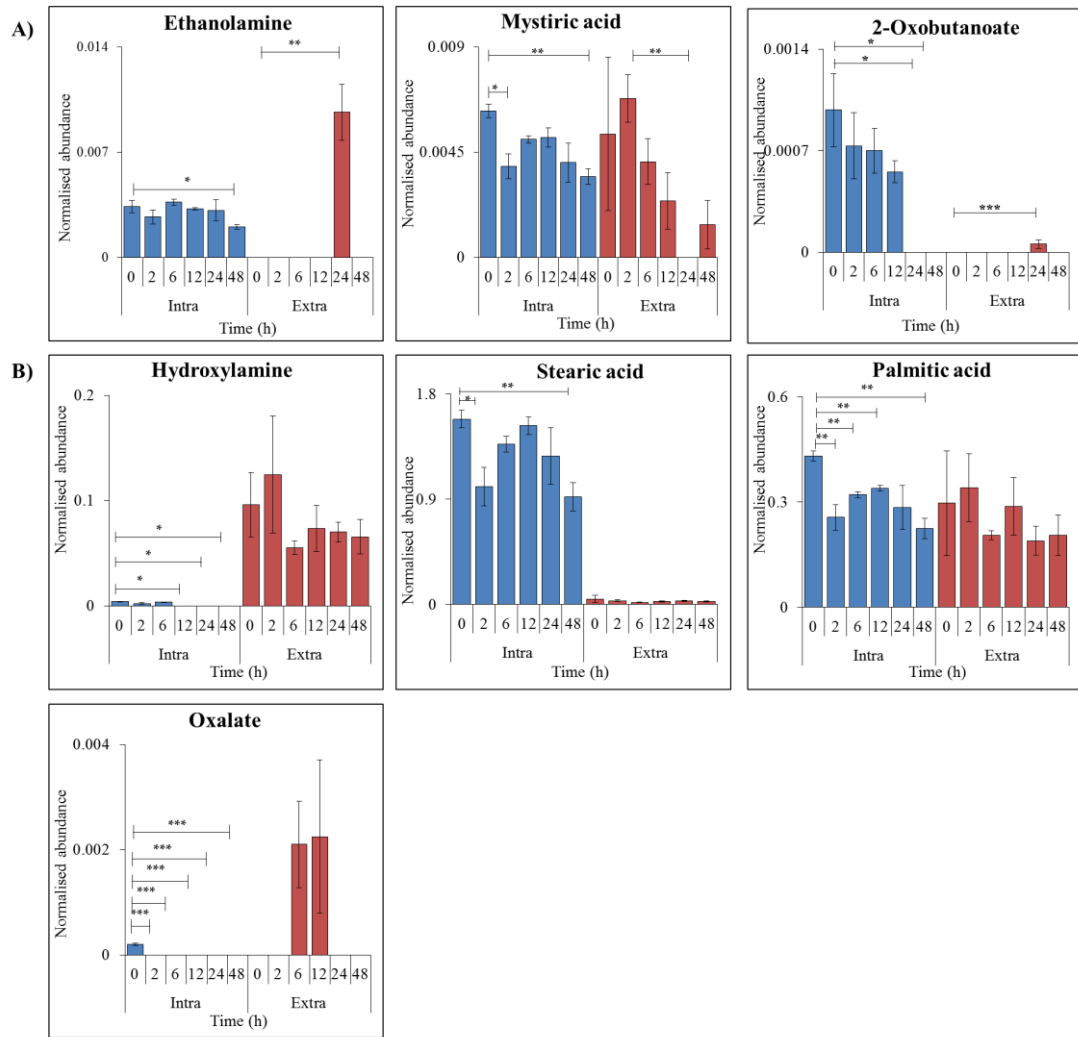 A)
Ethanolamine
0.014
**
0.007
*
0
Normalised abundance
0 2 6 12 24 48 0 2 6 12 24 48
Intra Extra
Time (h)
Mystiric acid
0.009
** **
*
0.0045
0
Normalised abundance
0 2 6 12 24 48 0 2 6 12 24 48
Intra Extra
Time (h)
2-Oxobutanoate
*
0.0014
*
0.0007
***
0
Normalised abundance
0 2 6 12 24 48 0 2 6 12 24 48
Intra Extra
Time (h)
B)
Hydroxylamine
0.2
0.1
*
*
*
0
Normalised abundance
0 2 6 12 24 48 0 2 6 12 24 48
Intra Extra
Time (h)
Stearic acid
1.8
**
*
0.9
0
Normalised abundance
0 2 6 12 24 48 0 2 6 12 24 48
Intra Extra
Time (h)
Palmitic acid
0.6
**
**
**
**
0.3
0
Normalised abundance
0 2 6 12 24 48 0 2 6 12 24 48
Intra Extra
Time (h)
Oxalate
0.004
***
0.002
***
***
***
***
0
Normalised abundance
0 2 6 12 24 48 0 2 6 12 24 48
Intra Extra
Time (h)